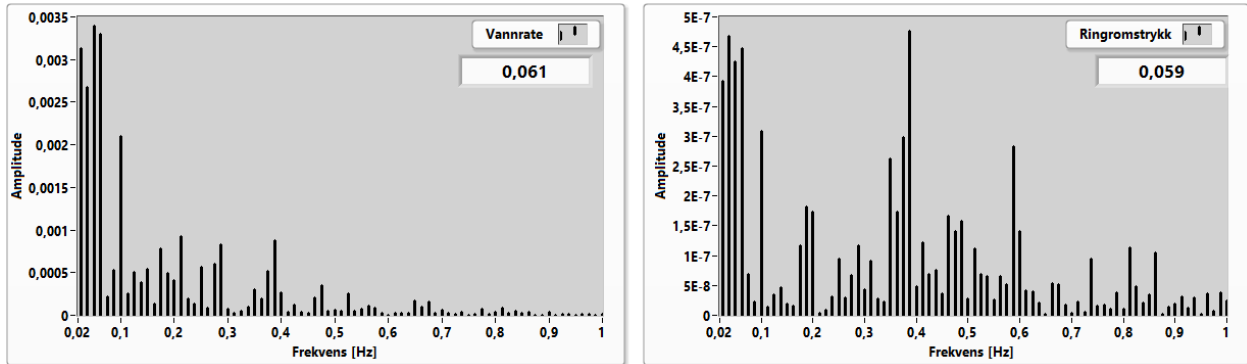 Vannrate
0,061
Amplitude
0,0035
0,003
0,0025
0,002
0,0015
0,001
0,0005
0
0,02 0,1 0,2 0,3 0,4 0,5 0,6 0,7 0,8 0,9 1
Frekvens [Hz]
Ringromstrykk
0,059
Amplitude
5E-7
4,5E-7
4E-7
3,5E-7
3E-7
2,5E-7
2E-7
1,5E-7
1E-7
5E-8
0
0,02 0,1 0,2 0,3 0,4 0,5 0,6 0,7 0,8 0,9 1
Frekvens [Hz]